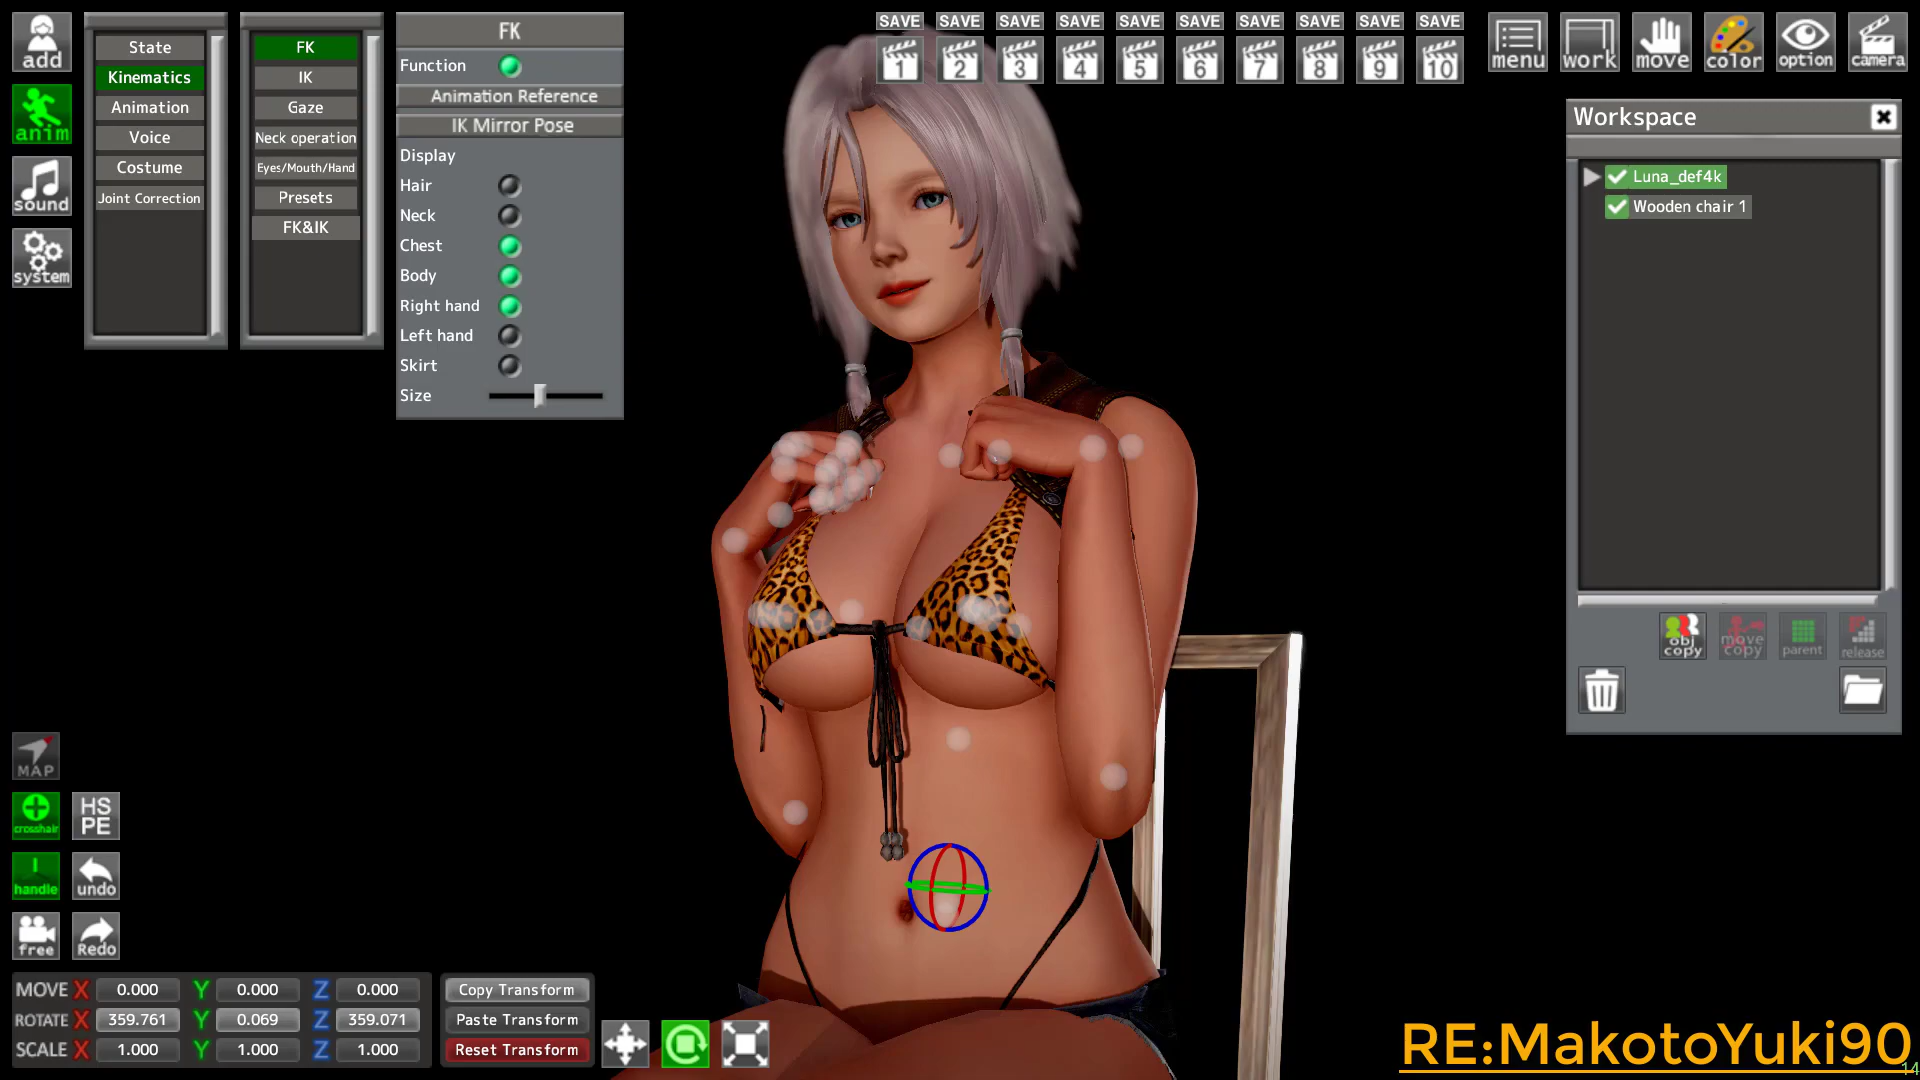 add
anim
sound
system
State
Kinematics
Animation
Voice
Costume
Joint Correction
FK
IK
Gaze
Neck operation
Eyes/Mouth/Hand
Presets
FK&IK
FK
Function
Animation Reference
IK Mirror Pose
Display
Hair
Neck
Chest
Body
Right hand
Left hand
Skirt
Size
SAVE SAVE SAVE SAVE SAVE SAVE SAVE SAVE SAVE SAVE
1 2 3 4 5 6 7 8 9 10
menu work move color option camera
Workspace
Luna_def4k
Wooden chair 1
obj copy
move copy
parent
release
MAP
crosshair
HS PE
handle
undo
free
Redo
MOVE X 0.000 Y 0.000 Z 0.000
ROTATE X 359.761 Y 0.069 Z 359.071
SCALE X 1.000 Y 1.000 Z 1.000
Copy Transform
Paste Transform
Reset Transform
RE:MakotoYuki90
14